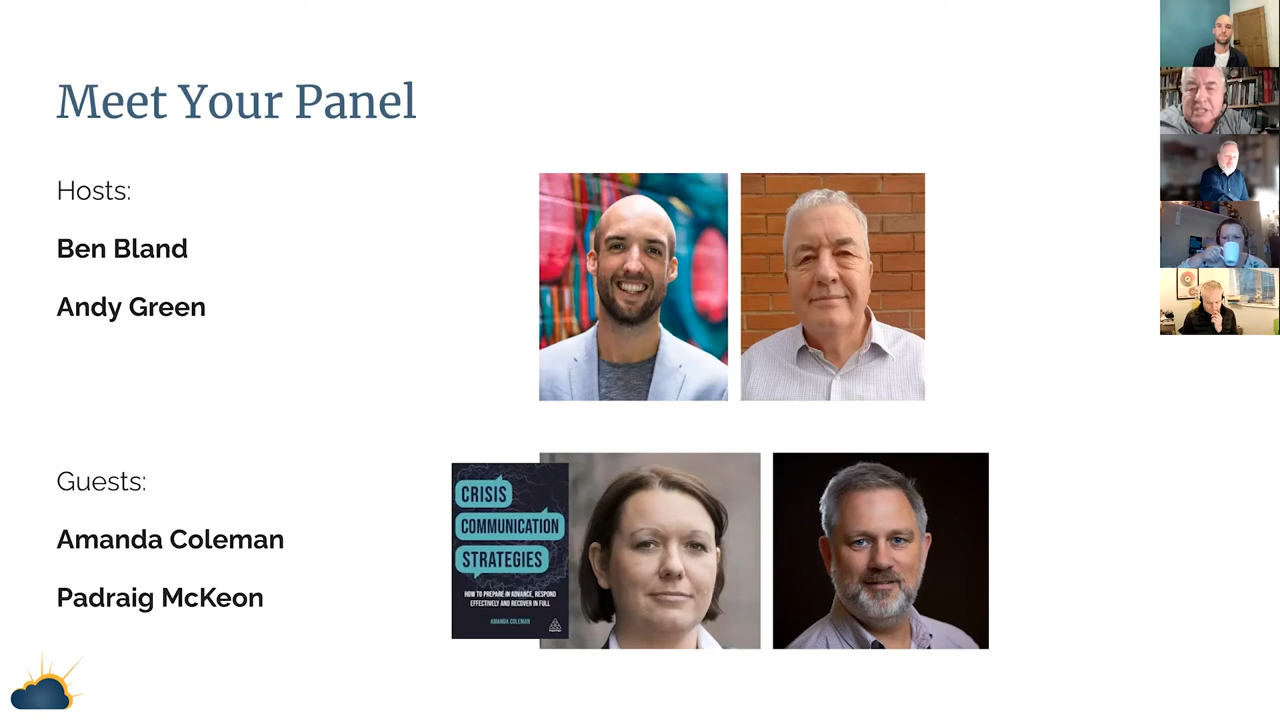 Meet Your Panel
Hosts:
Ben Bland
Andy Green
Guests:
Amanda Coleman
Padraig McKeon
CRISIS
COMMUNICATION
STRATEGIES
HOW TO PREPARE IN ADVANCE, RESPOND
EFFECTIVELY AND RECOVER IN FULL
AMANDA COLEMAN